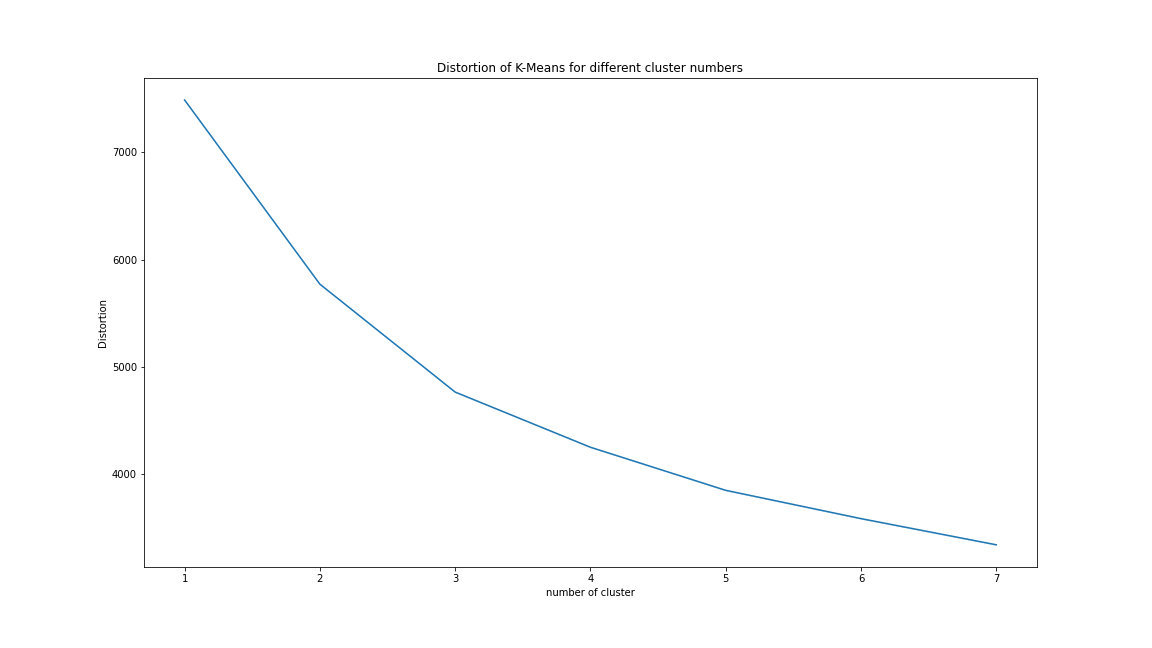 Distortion of K-Means for different cluster numbers
7000
6000
5000
4000
Distortion
1 2 3 4 5 6 7
number of cluster